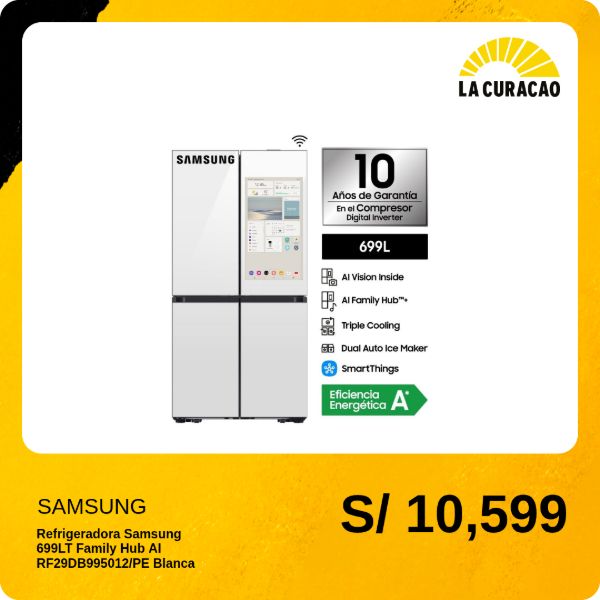 LA CURACAO
SAMSUNG
10
Años de Garantía
En el Compresor
Digital Inverter
699L
AI Vision Inside
AI Family Hub™+
Triple Cooling
Dual Auto Ice Maker
SmartThings
Eficiencia
Energética A*
SAMSUNG
S/ 10,599
Refrigeradora Samsung
699LT Family Hub AI
RF29DB995012/PE Blanca